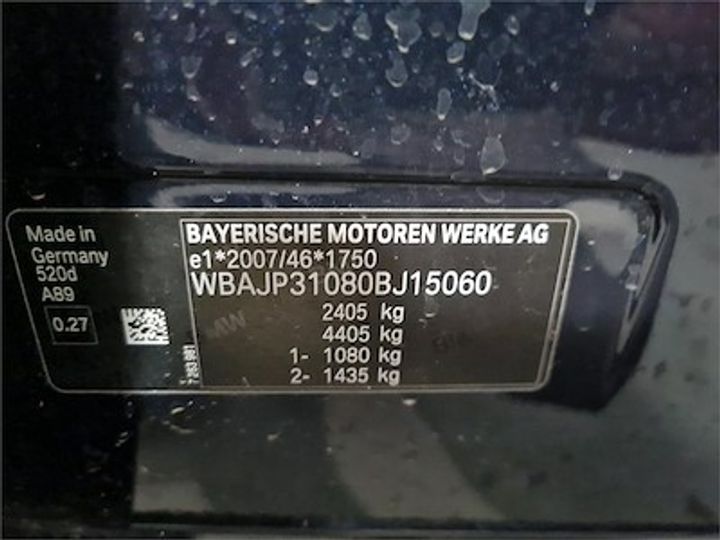 Made in
Germany
520d
A89
0.27
BAYERISCHE MOTOREN WERKE AG
e1*2007/46*1750
WBAJP31080BJ15060
2405 kg
4405 kg
1- 1080 kg
2- 1435 kg